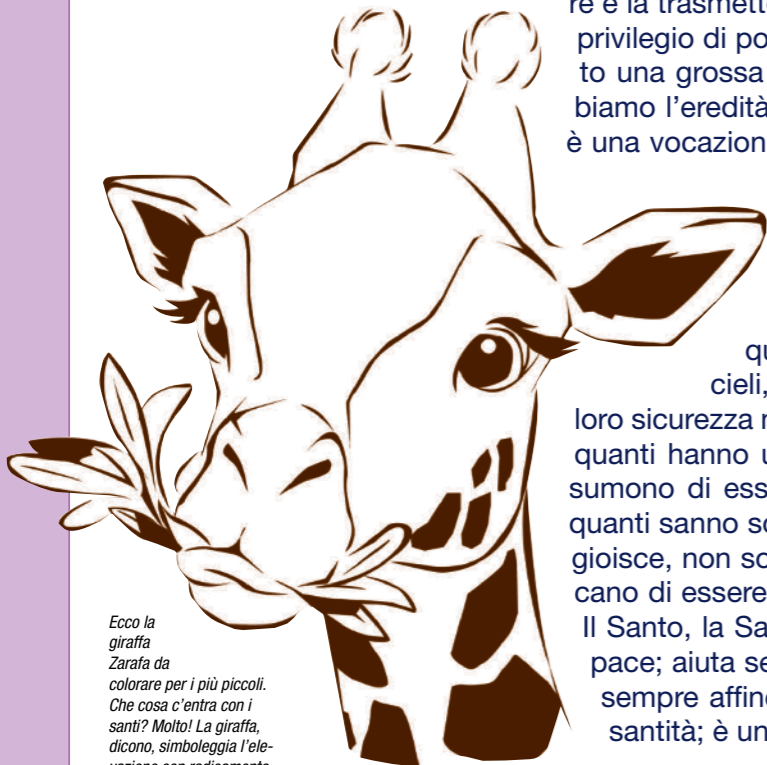 re e la trasmetto
privilegio di po
to una grossa
biamo l'eredità
è una vocazion
qu
cieli,
loro sicurezza
quanti hanno u
sumono di ess
quanti sanno so
gioisce, non so
cano di essere
Il Santo, la Sa
pace; aiuta se
sempre affin
santità; è un
Ecco la
giraffa
Zarafa da
colorare per i più piccoli.
Che cosa c'entra con i
santi? Molto! La giraffa,
dicono, simboleggia l'ele-